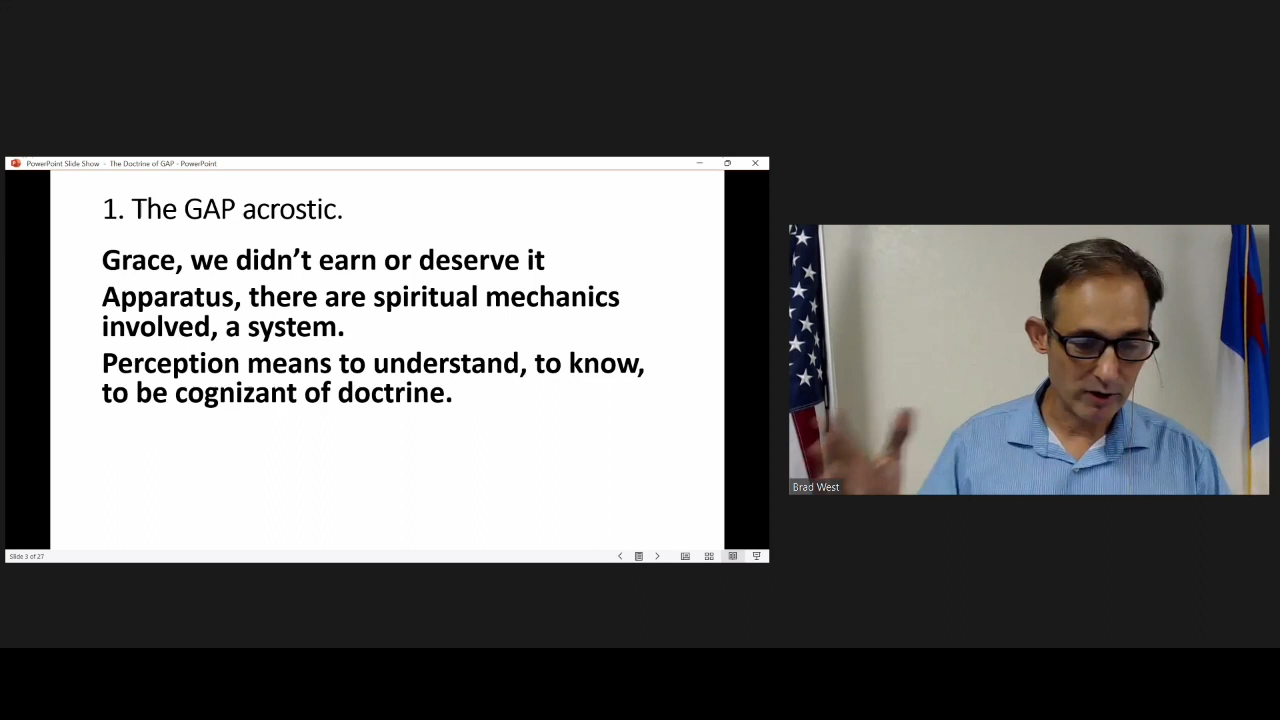 PowerPoint Slide Show - The Doctrine of GAP - PowerPoint
1. The GAP acrostic.
Grace, we didn’t earn or deserve it
Apparatus, there are spiritual mechanics
involved, a system.
Perception means to understand, to know,
to be cognizant of doctrine.
Slide 3 of 27
Brad West